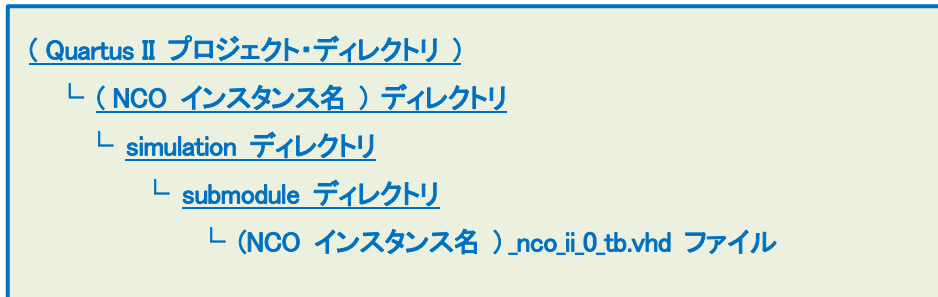 ( Quartus II プロジェクト・ディレクトリ )
└ ( NCO インスタンス名 ) ディレクトリ
└ simulation ディレクトリ
└ submodule ディレクトリ
└ (NCO インスタンス名 )_nco_ii_0_tb.vhd ファイル